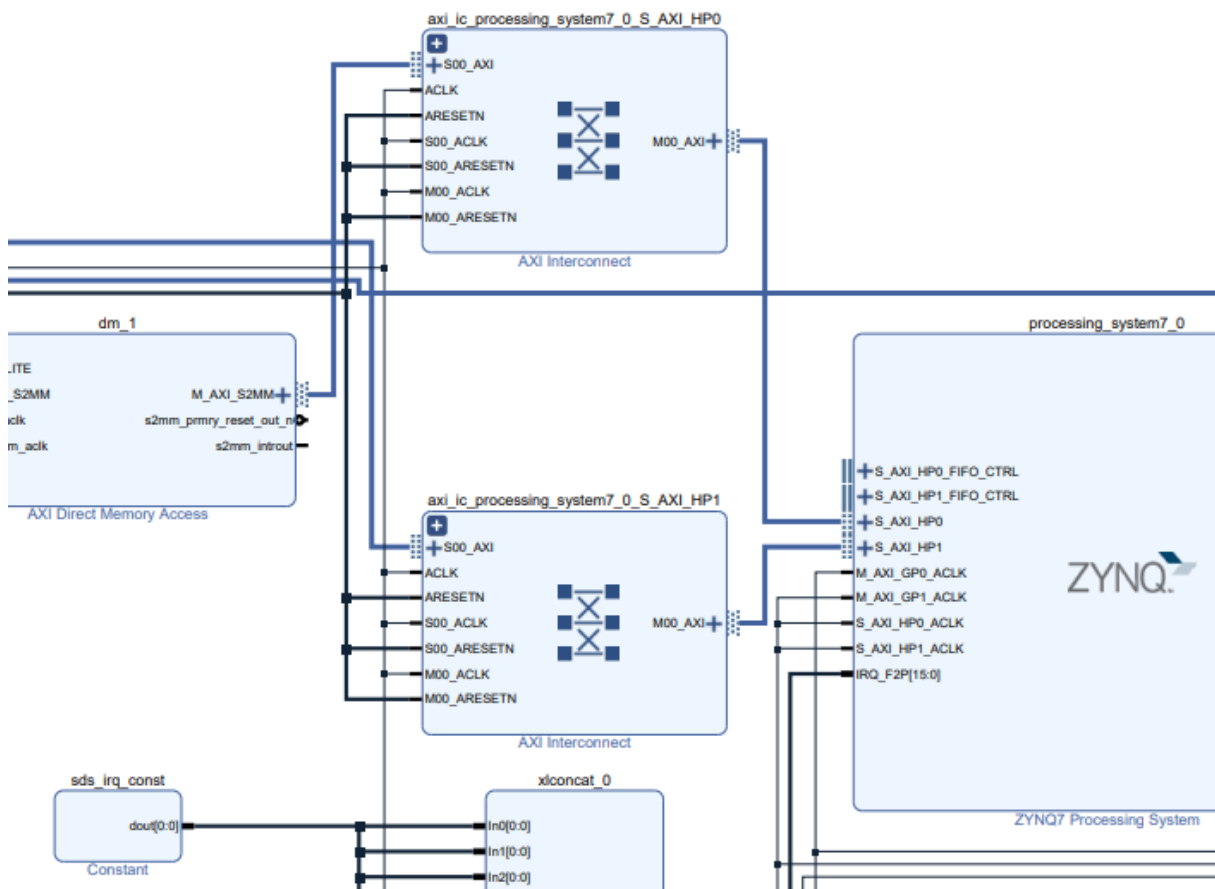 axi_ic_processing_system7_0_S_AXI_HP0
S00_AXI
ACLK
ARESETN
S00_ACLK
S00_ARESETN
M00_ACLK
M00_ARESETN
M00_AXI
AXI Interconnect
dm_1
LITE
_S2MM
aclk
m_aclk
M_AXI_S2MM
s2mm_prmry_reset_out_n
s2mm_introut
AXI Direct Memory Access
axi_ic_processing_system7_0_S_AXI_HP1
S00_AXI
ACLK
ARESETN
S00_ACLK
S00_ARESETN
M00_ACLK
M00_ARESETN
M00_AXI
AXI Interconnect
processing_system7_0
S_AXI_HP0_FIFO_CTRL
S_AXI_HP1_FIFO_CTRL
S_AXI_HP0
S_AXI_HP1
M_AXI_GP0_ACLK
M_AXI_GP1_ACLK
S_AXI_HP0_ACLK
S_AXI_HP1_ACLK
IRQ_F2P[15:0]
ZYNQ
ZYNQ7 Processing System
sds_irq_const
dout[0:0]
Constant
xlconcat_0
In0[0:0]
In1[0:0]
In2[0:0]